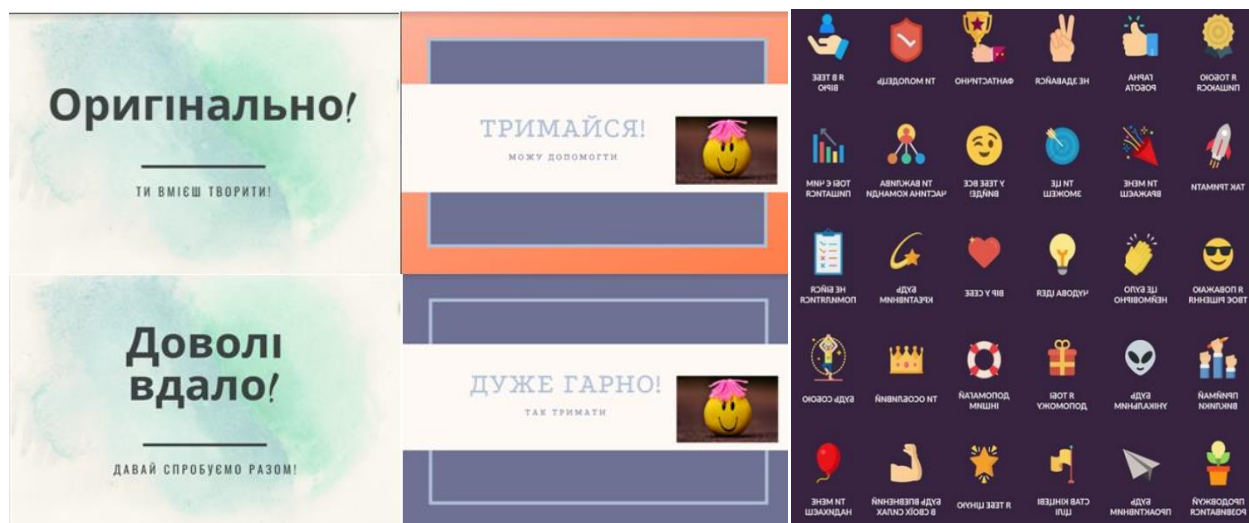 Оригінально!
ТИ ВМІЄШ ТВОРИТИ!
Доволі
вдало!
ДАВАЙ СПРОБУЄМО РАЗОМ!
ТРИМАЙСЯ!
МОЖУ ДОПОМОГТИ
ДУЖЕ ГАРНО!
ТАК ТРИМАТИ
Я В ТЕБЕ
ВІРЮ
ТИ МОЛОДЕЦЬ
ФАНТАСТИЧНО
НЕ ЗДАВАЙСЯ
ГАРНА
РОБОТА
Я ТОБОЮ
ПИШАЮСЯ
ТОБІ Є ЧИМ
ПИШАТИСЯ
ТИ ВАЖЛИВА
ЧАСТИНА КОМАНДИ
У ТЕБЕ ВСЕ
ВИЙДЕ!
ТИ ЦЕ
ЗМОЖЕШ
ТИ МЕНЕ
ВРАЖАЄШ
ТАК ТРИМАТИ
НЕ БІЙСЯ
ПОМИЛЯТИСЯ
БУДЬ
КРЕАТИВНИМ
ВІР У СЕБЕ
ЧУДОВА ІДЕЯ
ЦЕ БУЛО
НЕЙМОВІРНО
Я ПОВАЖАЮ
ТВОЄ РІШЕННЯ
БУДЬ СОБОЮ
ТИ ОСОБЛИВИЙ
ДОПОМАГАЙ
ІНШИМ
Я ТОБІ
ДОПОМОЖУ
БУДЬ
УНІКАЛЬНИМ
ПРИЙМАЙ
ВИКЛИКИ
ТИ МЕНЕ
НАДИХАЄШ
БУДЬ ВПЕВНЕНИЙ
В СВОЇХ СИЛАХ
Я ТЕБЕ ЦІНУЮ
СТАВ КІНЦЕВІ
ЦІЛІ
БУДЬ
ПРОАКТИВНИМ
ПРОДОВЖУЙ
РОЗВИВАТИСЯ